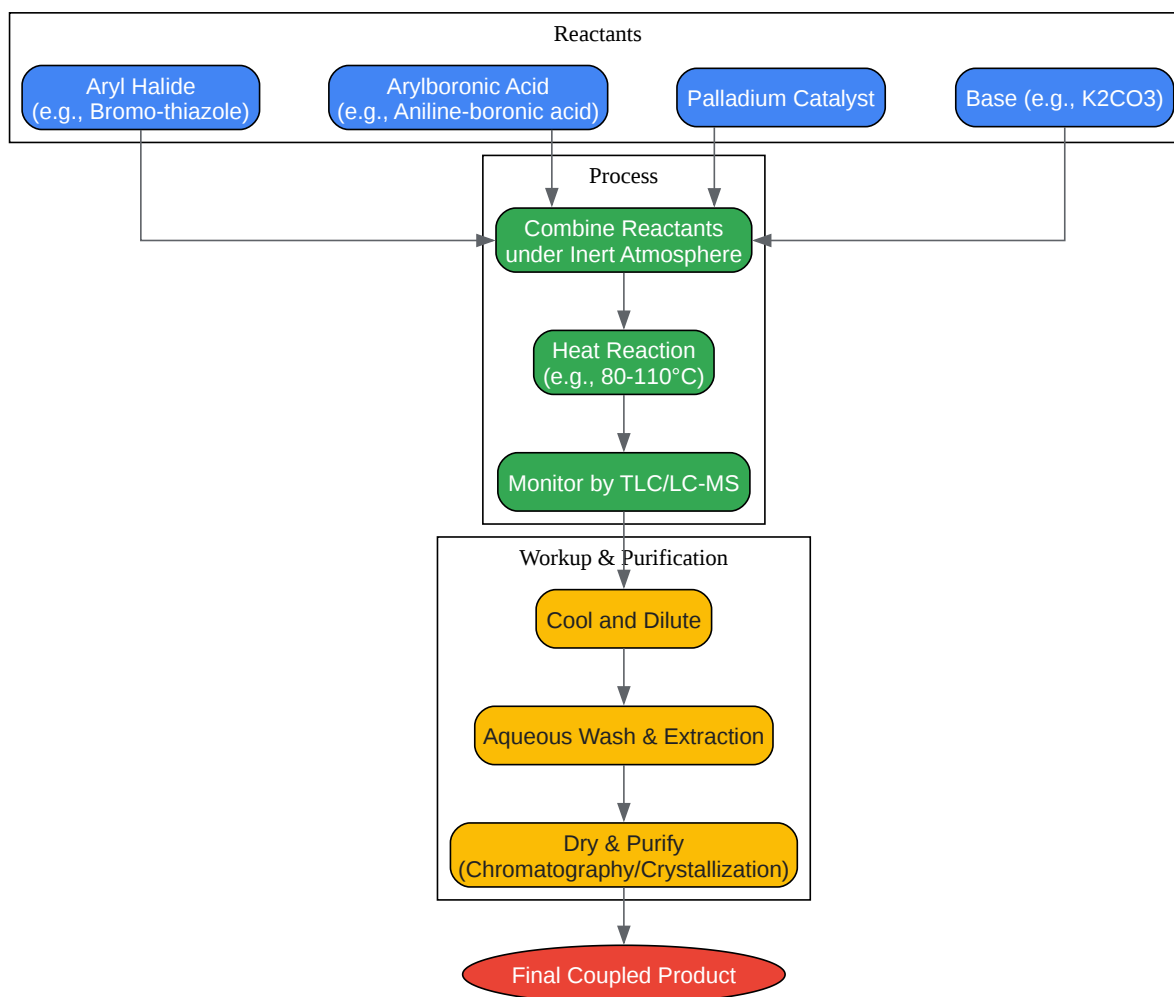 Reactants
Aryl Halide
(e.g., Bromo-thiazole)
Arylboronic Acid
(e.g., Aniline-boronic acid)
Palladium Catalyst
Base (e.g., K2CO3)
Process
Combine Reactants
under Inert Atmosphere
Heat Reaction
(e.g., 80-110°C)
Monitor by TLC/LC-MS
Workup & Purification
Cool and Dilute
Aqueous Wash & Extraction
Dry & Purify
(Chromatography/Crystallization)
Final Coupled Product